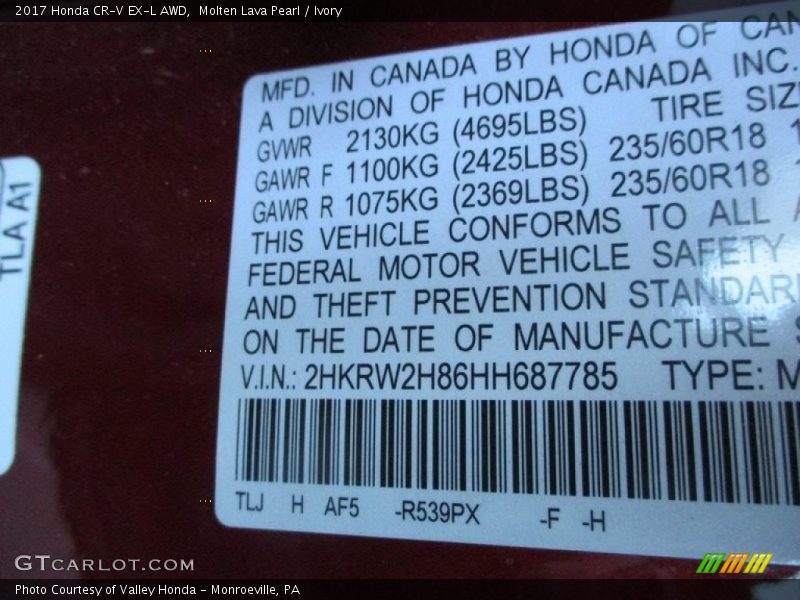 2017 Honda CR-V EX-L AWD, Molten Lava Pearl / Ivory
MFD. IN CANADA BY HONDA OF CAN
A DIVISION OF HONDA CANADA INC.
GVWR 2130KG (4695LBS) TIRE SIZE
GAWR F 1100KG (2425LBS) 235/60R18
GAWR R 1075KG (2369LBS) 235/60R18
THIS VEHICLE CONFORMS TO ALL A
FEDERAL MOTOR VEHICLE SAFETY
AND THEFT PREVENTION STANDARD
ON THE DATE OF MANUFACTURE S
V.I.N.: 2HKRW2H86HH687785 TYPE: M
TLJ H AF5 -R539PX -F -H
TLA A1
GTCARLOT.COM
Photo Courtesy of Valley Honda - Monroeville, PA